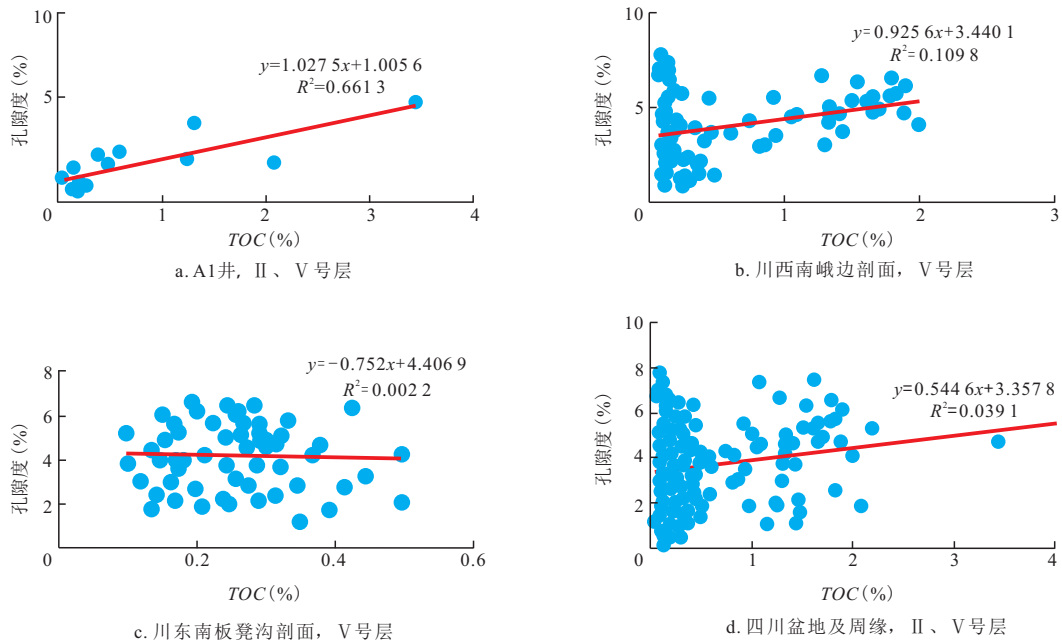 10
y=1.027 5x+1.005 6
R²=0.661 3
孔隙度(%)
5
0
1
2
3
4
TOC(%)
a. A1井, Ⅱ、Ⅴ号层
10
y=0.925 6x+3.440 1
R²=0.109 8
孔隙度(%)
5
0
1
2
3
TOC(%)
b. 川西南峨边剖面, Ⅴ号层
y=−0.752x+4.406 9
R²=0.002 2
8
6
孔隙度(%)
4
2
0
0.2
0.4
0.6
TOC(%)
c. 川东南板凳沟剖面, Ⅴ号层
10
8
y=0.544 6x+3.357 8
R²=0.039 1
孔隙度(%)
6
4
2
0
1
2
3
4
TOC(%)
d. 四川盆地及周缘, Ⅱ、Ⅴ号层